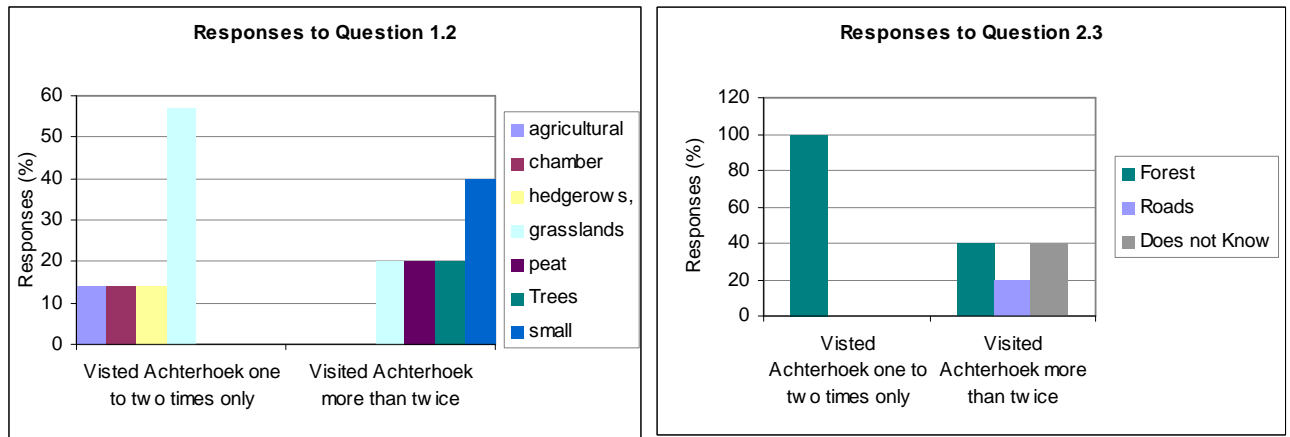 Responses to Question 1.2
Responses (%)
60
50
40
30
20
10
0
Visted Achterhoek one
to two times only
Visited Achterhoek
more than twice
agricultural
chamber
hedgerows,
grasslands
peat
Trees
small
Responses to Question 2.3
Responses (%)
120
100
80
60
40
20
0
Visted
Achterhoek one to
two times only
Visited
Achterhoek more
than twice
Forest
Roads
Does not Know